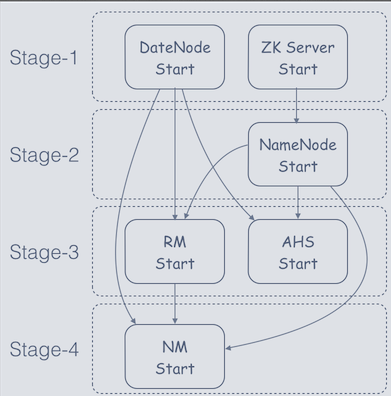 Stage-1
DateNode
Start
ZK Server
Start
Stage-2
NameNode
Start
Stage-3
RM
Start
AHS
Start
Stage-4
NM
Start